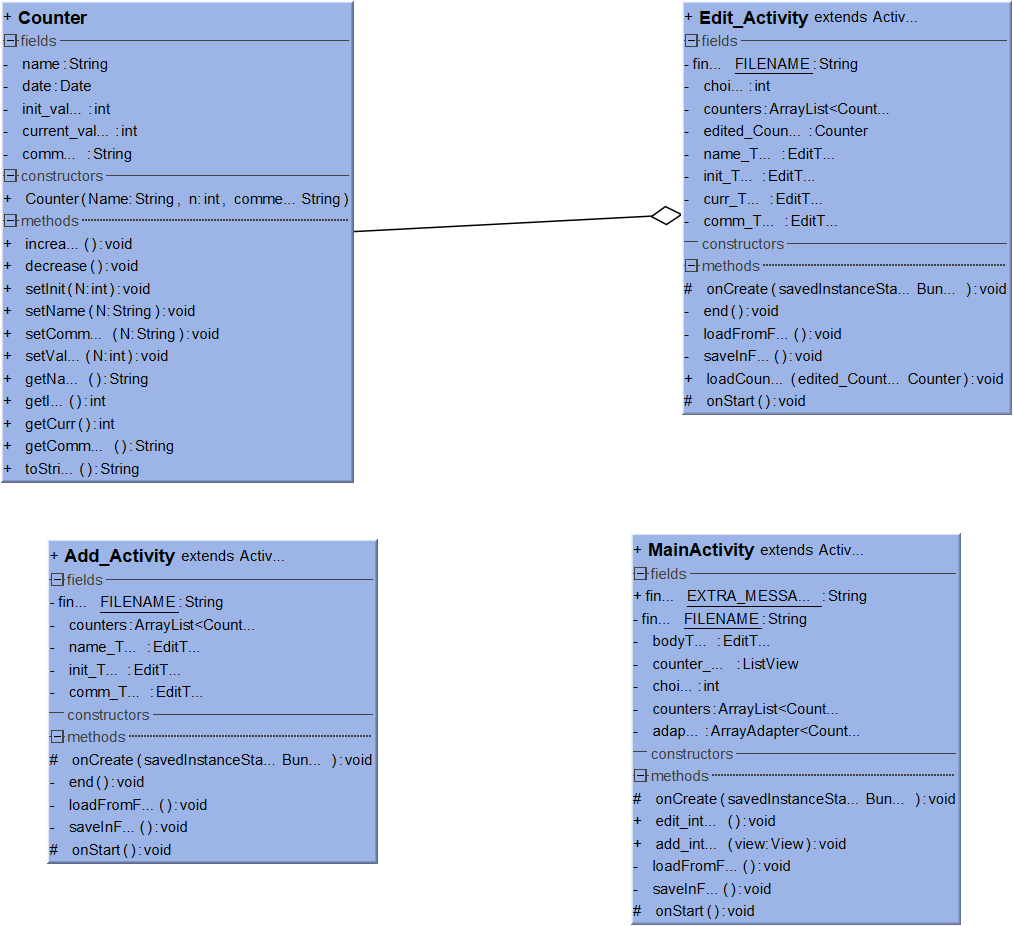 + Counter
fields
- name : String
- date : Date
- init_val... : int
- current_val... : int
- comm... : String
constructors
+ Counter ( Name: String , n: int , comme... String )
methods
+ increa... ( ) : void
+ decrease ( ) : void
+ setInit ( N: int ) : void
+ setName ( N: String ) : void
+ setComm... ( N: String ) : void
+ setVal... ( N: int ) : void
+ getNa... ( ) : String
+ getI... ( ) : int
+ getCurr ( ) : int
+ getComm... ( ) : String
+ toStri... ( ) : String
+ Edit_Activity extends Activ...
fields
- fin... FILENAME : String
- choi... : int
- counters : ArrayList<Count...
- edited_Coun... : Counter
- name_T... : EditT...
- init_T... : EditT...
- curr_T... : EditT...
- comm_T... : EditT...
constructors
methods
# onCreate ( savedInstanceSta... Bun... ) : void
- end ( ) : void
- loadFromF... ( ) : void
- saveInF... ( ) : void
+ loadCoun... ( edited_Count... Counter ) : void
# onStart ( ) : void
+ Add_Activity extends Activ...
fields
- fin... FILENAME : String
- counters : ArrayList<Count...
- name_T... : EditT...
- init_T... : EditT...
- comm_T... : EditT...
constructors
methods
# onCreate ( savedInstanceSta... Bun... ) : void
- end ( ) : void
- loadFromF... ( ) : void
- saveInF... ( ) : void
# onStart ( ) : void
+ MainActivity extends Activ...
fields
+ fin... EXTRA_MESSA... : String
- fin... FILENAME : String
- bodyT... : EditT...
- counter_... : ListView
- choi... : int
- counters : ArrayList<Count...
- adap... : ArrayAdapter<Count...
constructors
methods
# onCreate ( savedInstanceSta... Bun... ) : void
+ edit_int... ( ) : void
+ add_int... ( view: View ) : void
- loadFromF... ( ) : void
- saveInF... ( ) : void
# onStart ( ) : void